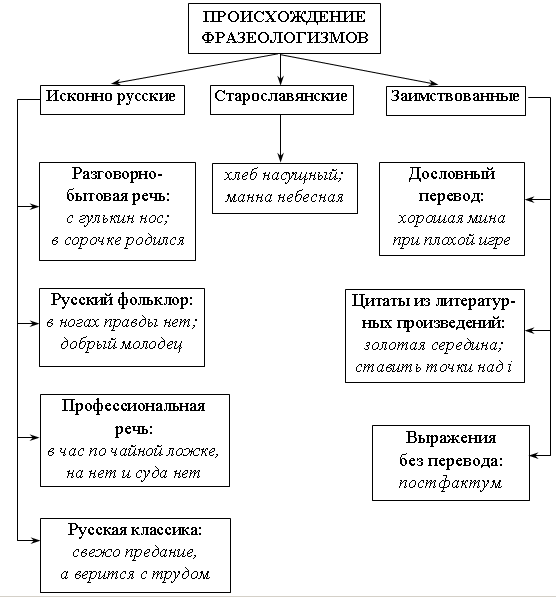 ПРОИСХОЖДЕНИЕ
ФРАЗЕОЛОГИЗМОВ
Исконно русские
Старославянские
Заимствованные
Разговорно-
бытовая речь:
с гулькин нос;
в сорочке родился
Русский фольклор:
в ногах правды нет;
добрый молодец
Профессиональная
речь:
в час по чайной ложке,
на нет и суда нет
Русская классика:
свежо предание,
а верится с трудом
хлеб насущный;
манна небесная
Дословный
перевод:
хорошая мина
при плохой игре
Цитаты из литератур-
ных произведений:
золотая середина;
ставить точки над i
Выражения
без перевода:
постфактум